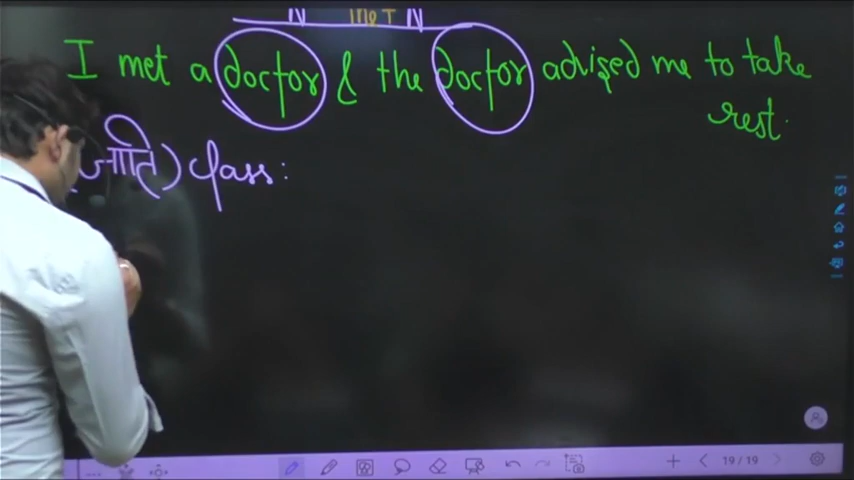 I met a doctor & the doctor advised me to take
rest.
(जाति) Class:
19/19